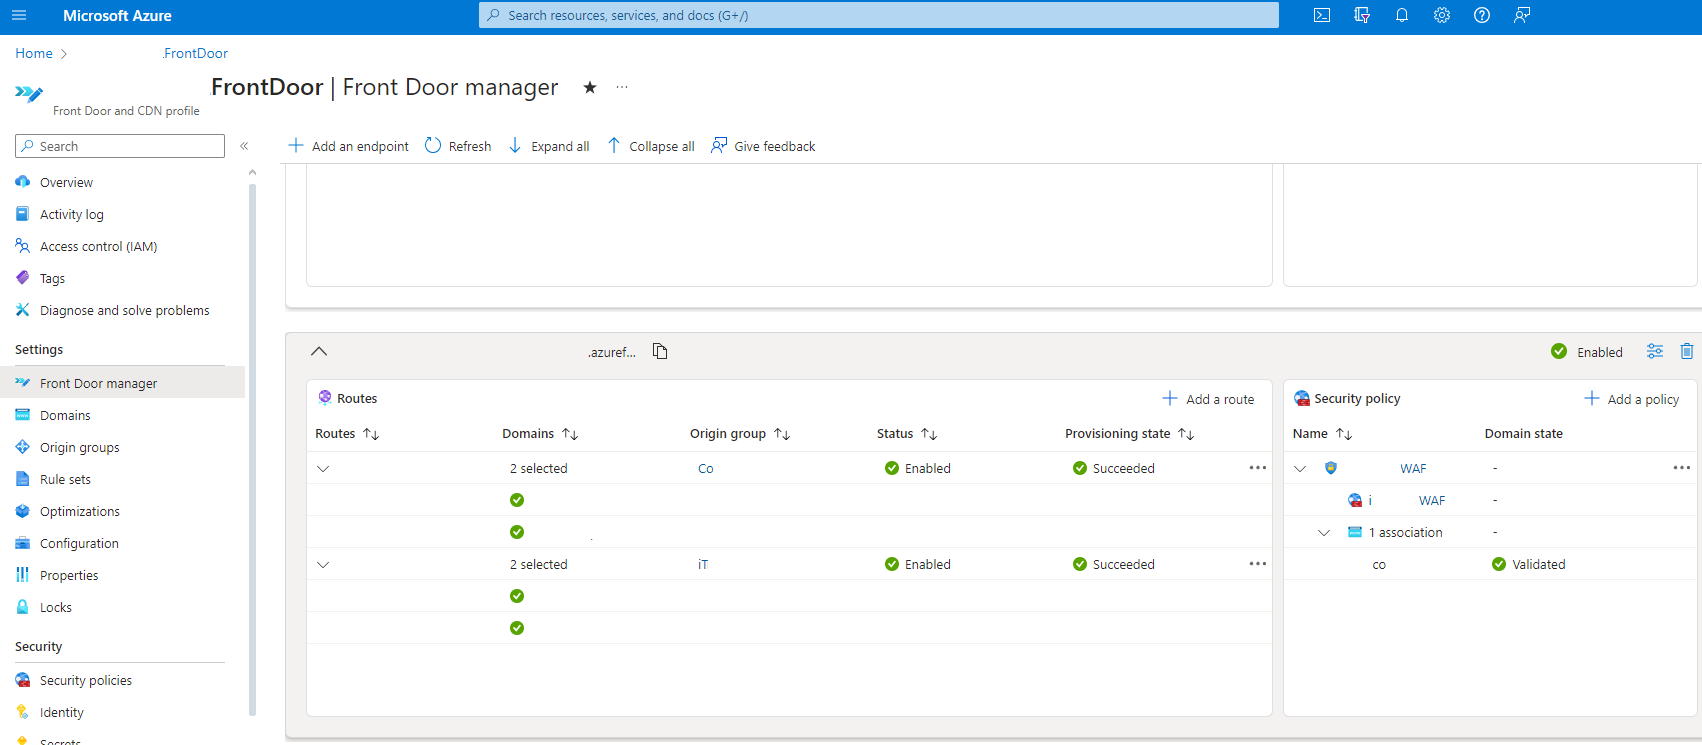 Microsoft Azure
Search resources, services, and docs (G+/)
Home
.FrontDoor
FrontDoor | Front Door manager
Front Door and CDN profile
Search
Add an endpoint
Refresh
Expand all
Collapse all
Give feedback
Overview
Activity log
Access control (IAM)
Tags
Diagnose and solve problems
Settings
Front Door manager
Domains
Origin groups
Rule sets
Optimizations
Configuration
Properties
Locks
Security
Security policies
Identity
Secrets
.azuref...
Enabled
Routes
Add a route
Routes Domains Origin group Status Provisioning state
2 selected Co Enabled Succeeded
2 selected iT Enabled Succeeded
Security policy
Add a policy
Name Domain state
WAF -
i WAF -
1 association -
co Validated